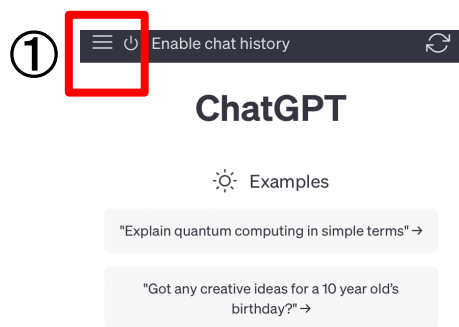 ①
Enable chat history
ChatGPT
Examples
"Explain quantum computing in simple terms" →
"Got any creative ideas for a 10 year old’s
birthday?" →